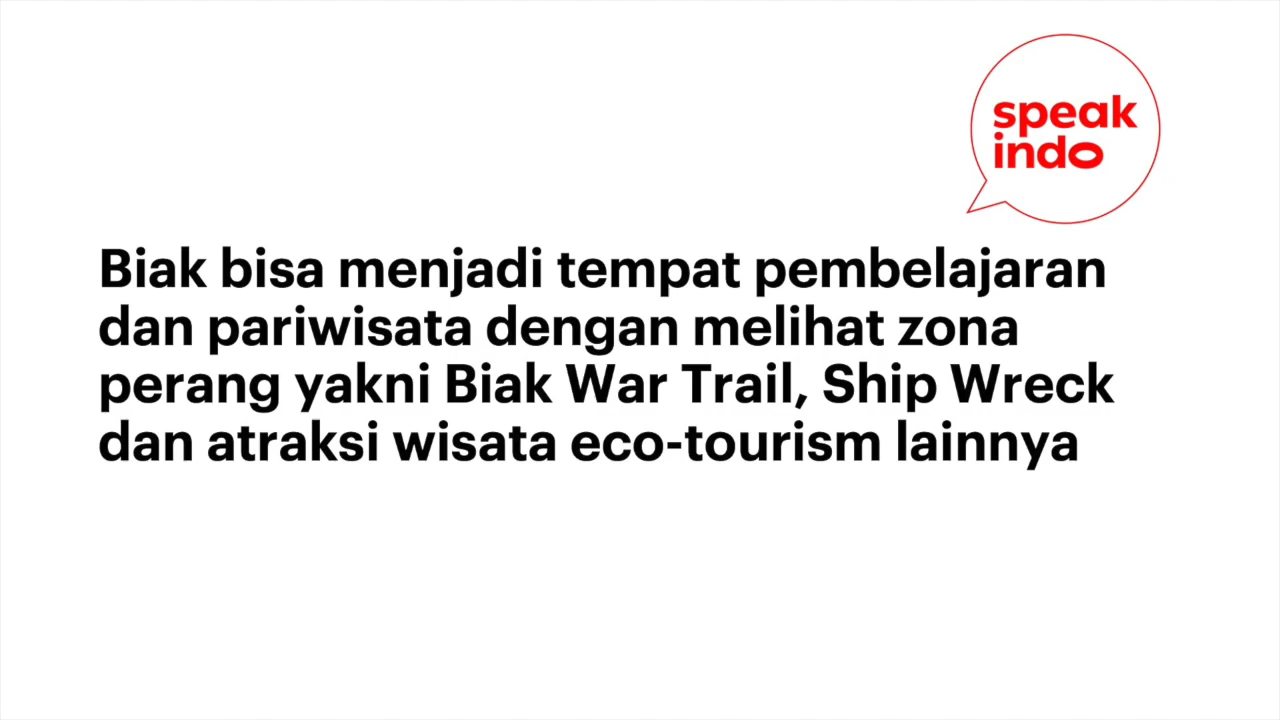 speak
indo
Biak bisa menjadi tempat pembelajaran
dan pariwisata dengan melihat zona
perang yakni Biak War Trail, Ship Wreck
dan atraksi wisata eco-tourism lainnya